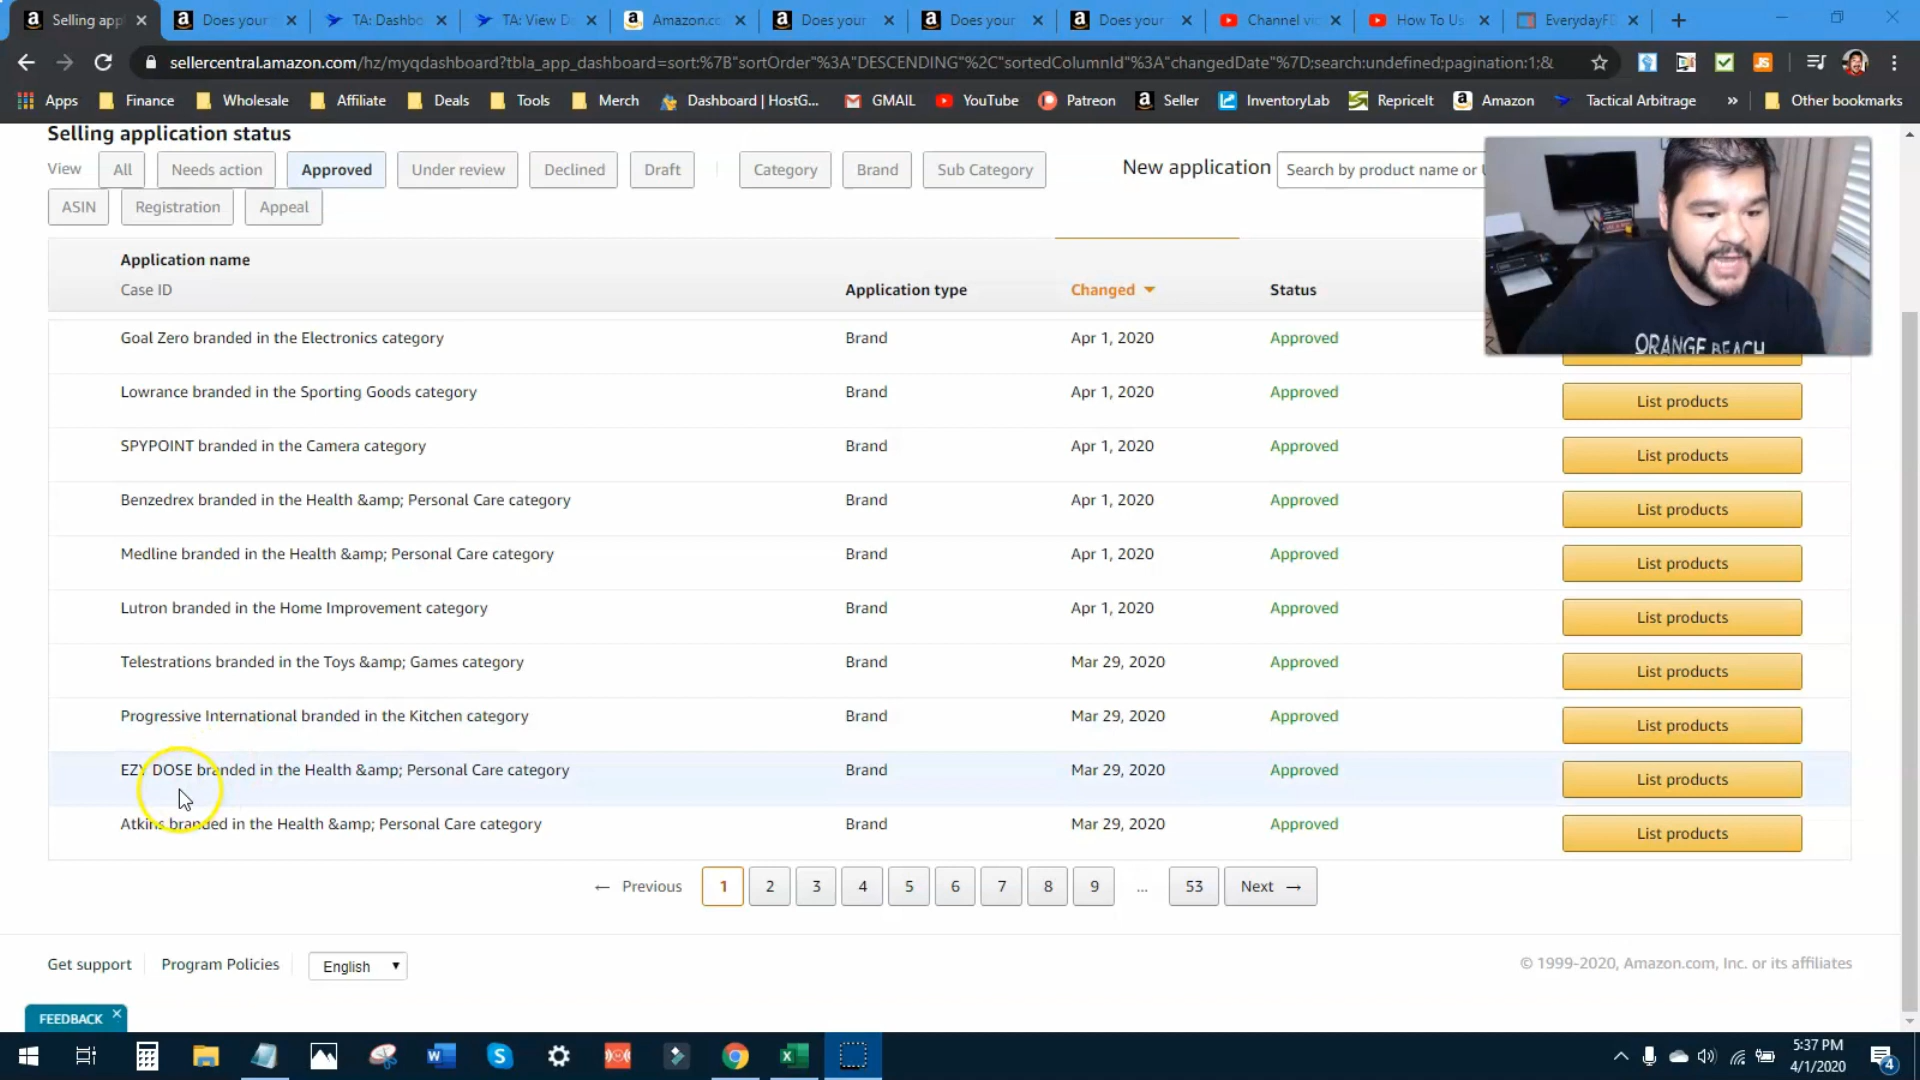 Selling appl
Does your
TA: Dashbo
TA: View D
Amazon.co
Does your
Does your
Does your
Channel vi
How To Us
EverydayFB
sellercentral.amazon.com/hz/myqdashboard?tbla_app_dashboard=sort:%7B"sortOrder"%3A"DESCENDING"%2C"sortedColumnId"%3A"changedDate"%7D;search:undefined;pagination:1;&
Apps Finance Wholesale Affiliate Deals Tools Merch Dashboard | HostG... GMAIL YouTube Patreon Seller InventoryLab RepriceIt Amazon Tactical Arbitrage » Other bookmarks
Selling application status
View All Needs action Approved Under review Declined Draft Category Brand Sub Category
New application Search by product name or U
ASIN Registration Appeal
ORANGE BEACH
Application name
Case ID Application type Changed Status
Goal Zero branded in the Electronics category Brand Apr 1, 2020 Approved
Lowrance branded in the Sporting Goods category Brand Apr 1, 2020 Approved List products
SPYPOINT branded in the Camera category Brand Apr 1, 2020 Approved List products
Benzedrex branded in the Health &amp; Personal Care category Brand Apr 1, 2020 Approved List products
Medline branded in the Health &amp; Personal Care category Brand Apr 1, 2020 Approved List products
Lutron branded in the Home Improvement category Brand Apr 1, 2020 Approved List products
Telestrations branded in the Toys &amp; Games category Brand Mar 29, 2020 Approved List products
Progressive International branded in the Kitchen category Brand Mar 29, 2020 Approved List products
EZY DOSE branded in the Health &amp; Personal Care category Brand Mar 29, 2020 Approved List products
Atkins branded in the Health &amp; Personal Care category Brand Mar 29, 2020 Approved List products
← Previous 1 2 3 4 5 6 7 8 9 ... 53 Next →
Get support Program Policies English
© 1999-2020, Amazon.com, Inc. or its affiliates
FEEDBACK
5:37 PM
4/1/2020
4